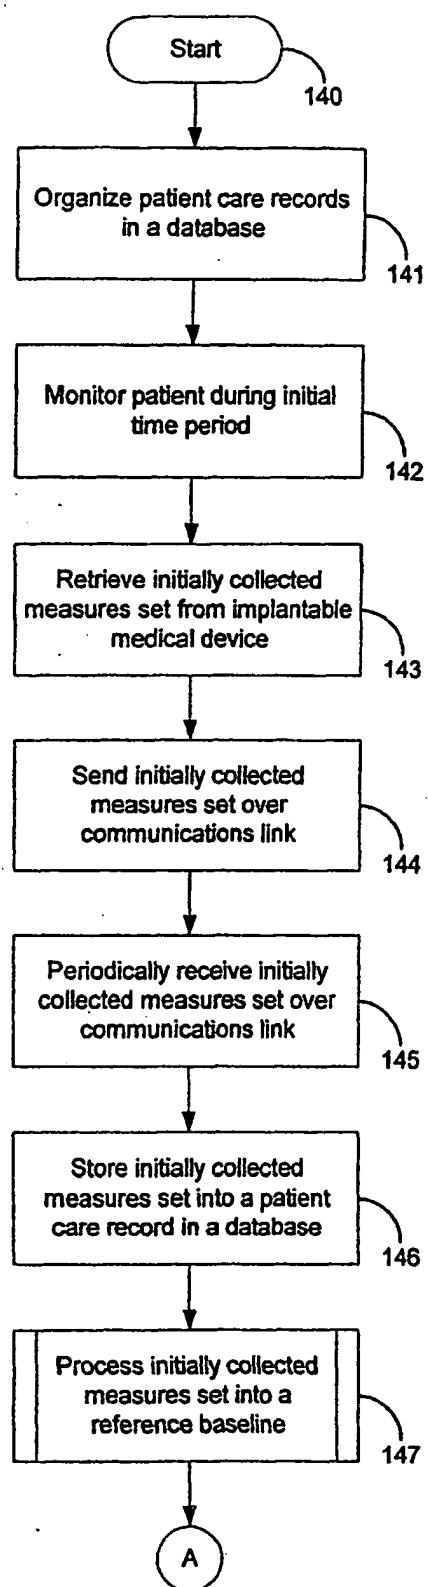 Start
140
Organize patient care records
in a database
141
Monitor patient during initial
time period
142
Retrieve initially collected
measures set from implantable
medical device
143
Send initially collected
measures set over
communications link
144
Periodically receive initially
collected measures set over
communications link
145
Store initially collected
measures set into a patient
care record in a database
146
Process initially collected
measures set into a
reference baseline
147
A